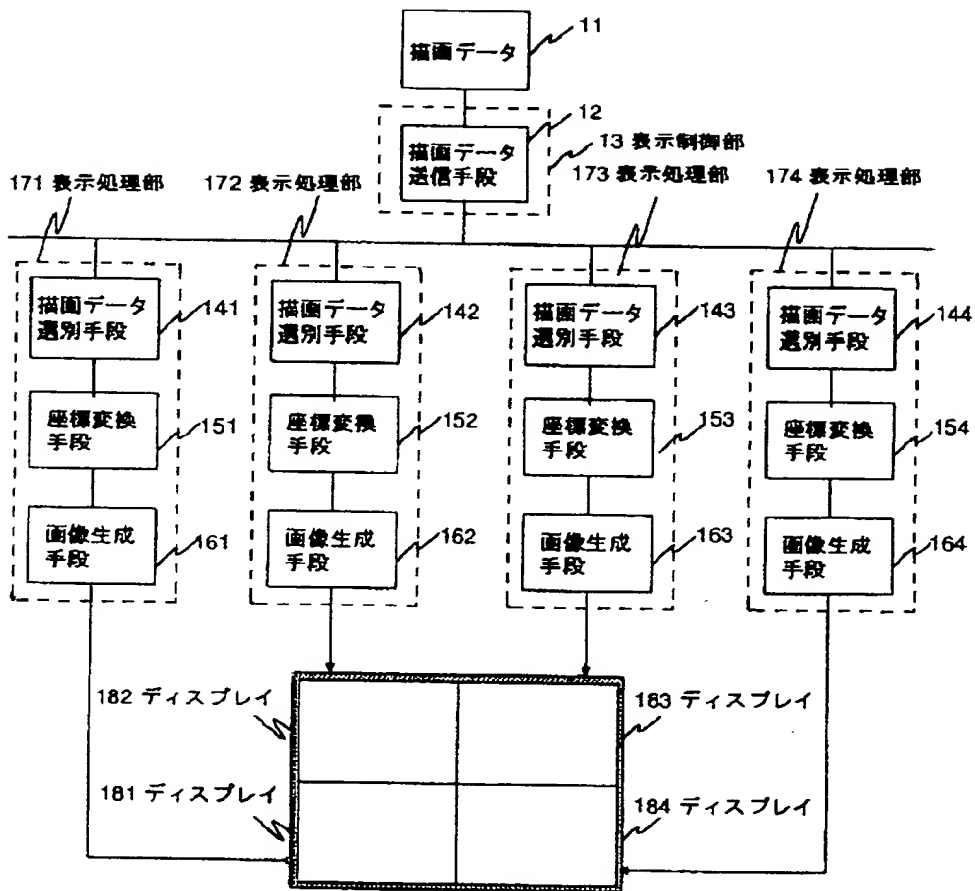 11
描画データ
12
描画データ
送信手段
13 表示制御部
171 表示処理部
172 表示処理部
173 表示処理部
174 表示処理部
描画データ
選別手段
141
描画データ
選別手段
142
描画データ
選別手段
143
描画データ
選別手段
144
座標変換
手段
151
座標変換
手段
152
座標変換
手段
153
座標変換
手段
154
画像生成
手段
161
画像生成
手段
162
画像生成
手段
163
画像生成
手段
164
182 ディスプレイ
183 ディスプレイ
181 ディスプレイ
184 ディスプレイ